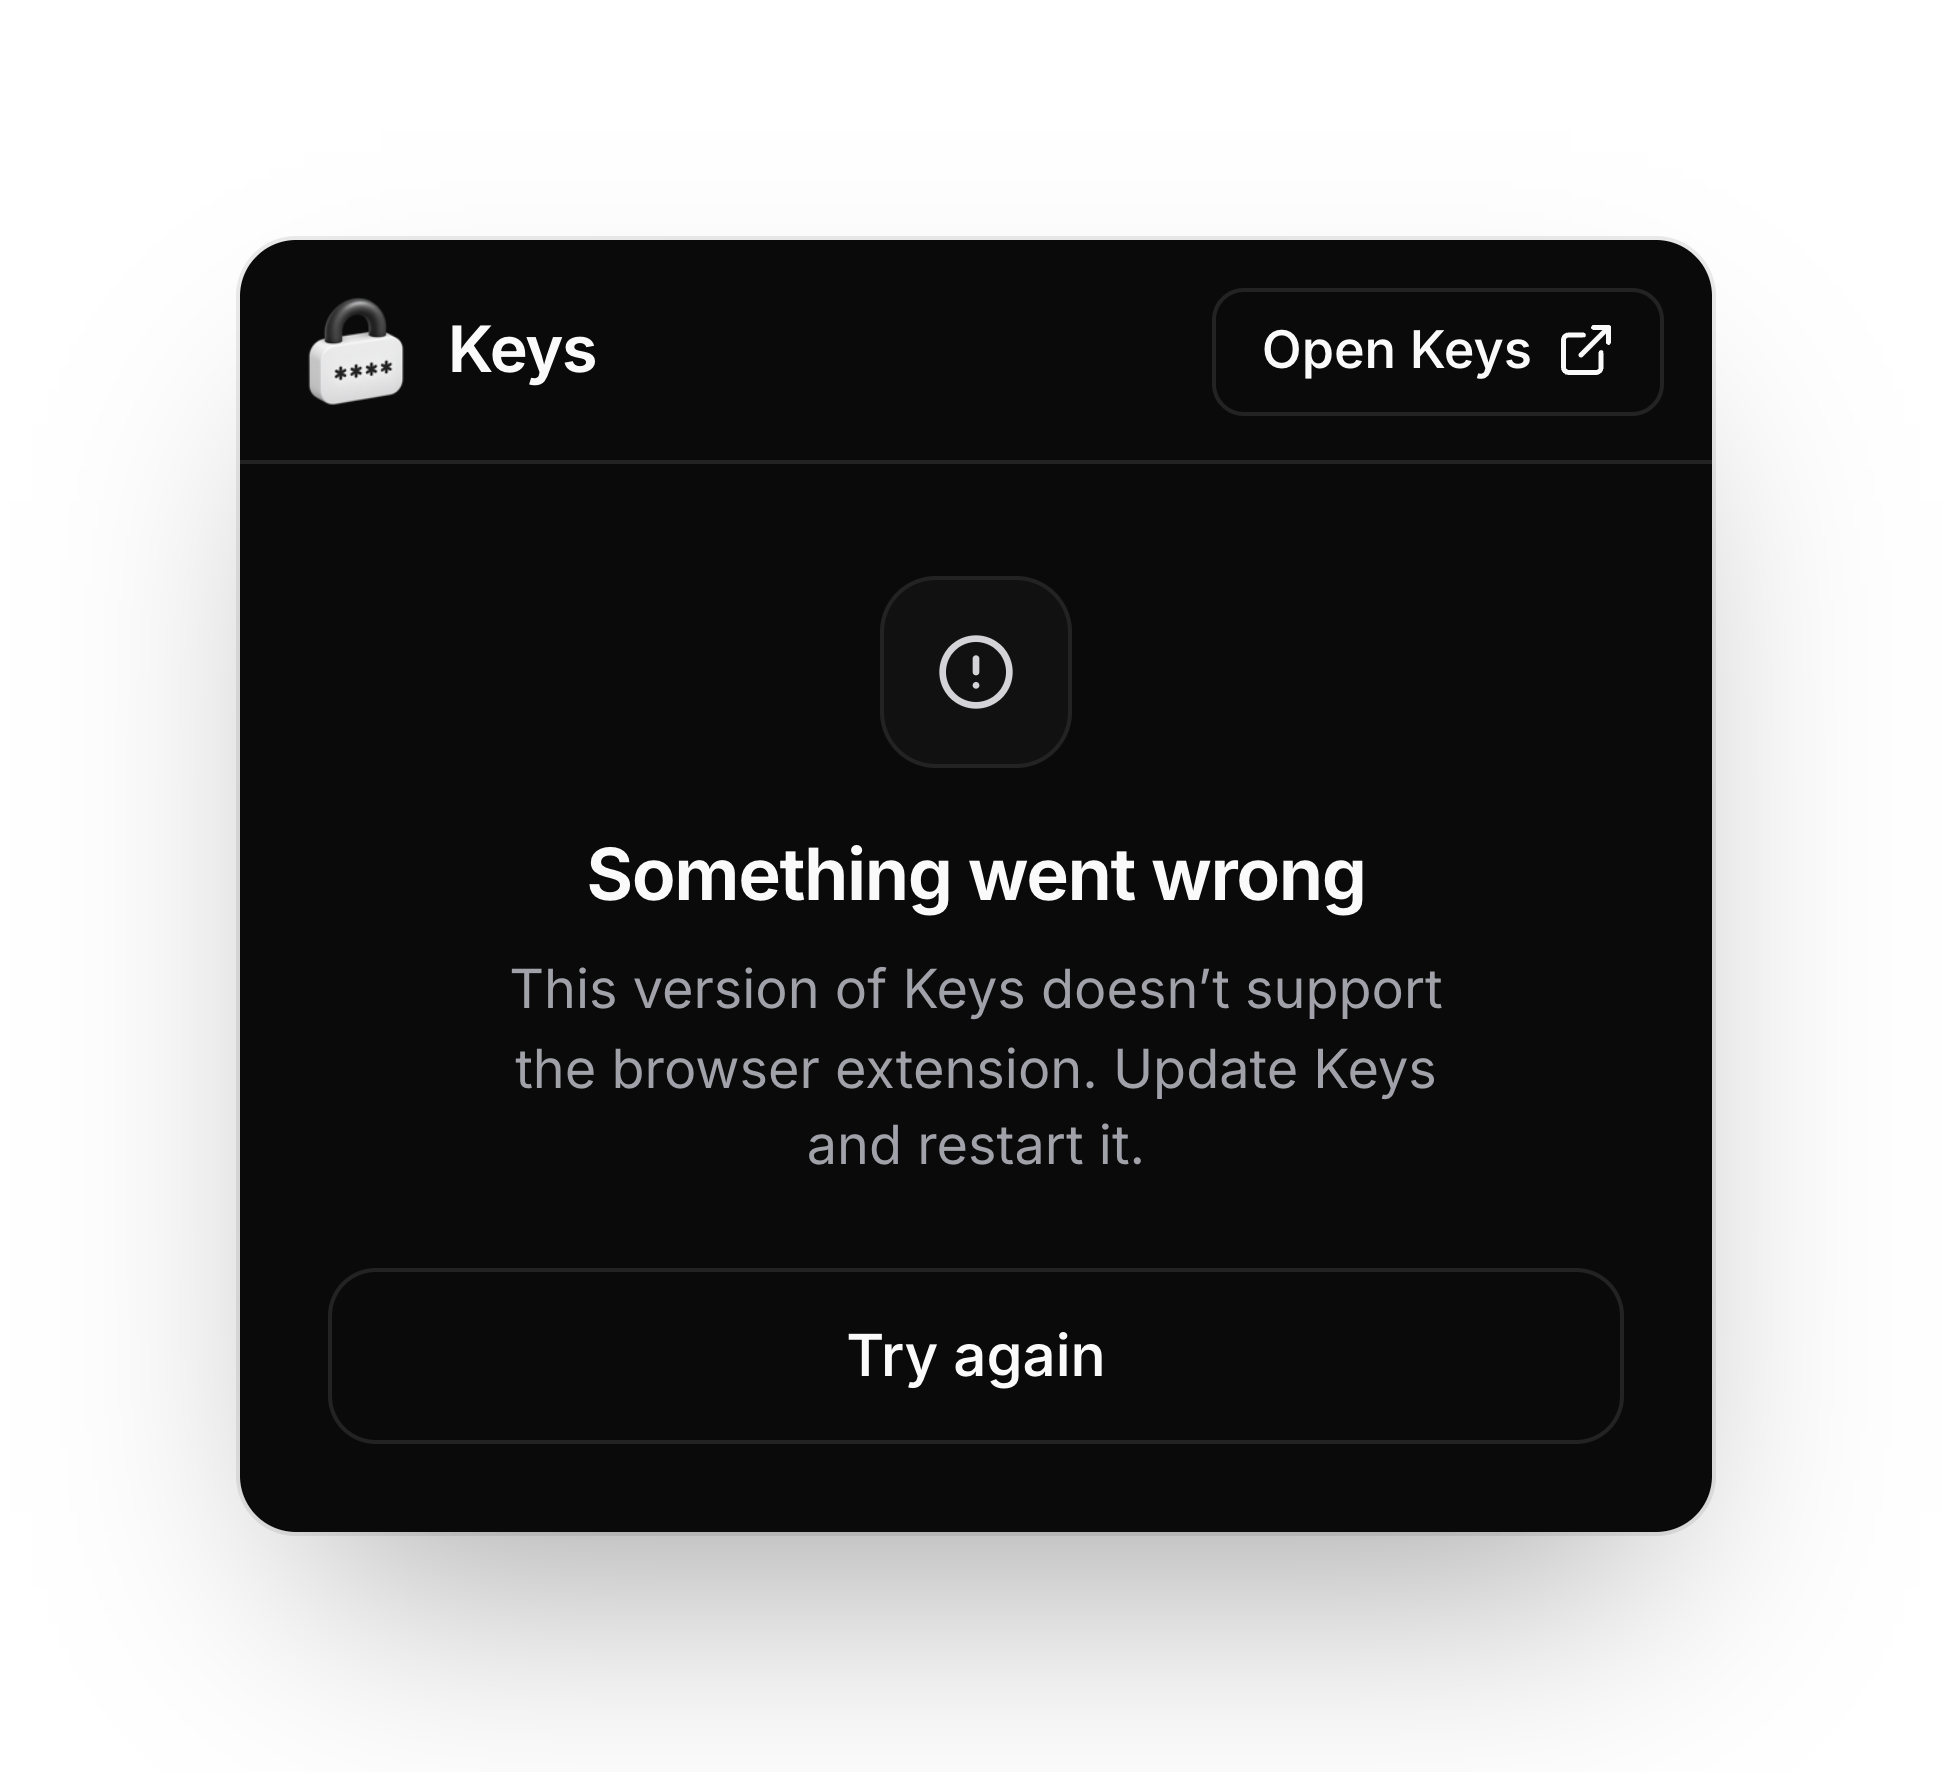 ****
Keys
Open Keys
Something went wrong
This version of Keys doesn’t support
the browser extension. Update Keys
and restart it.
Try again